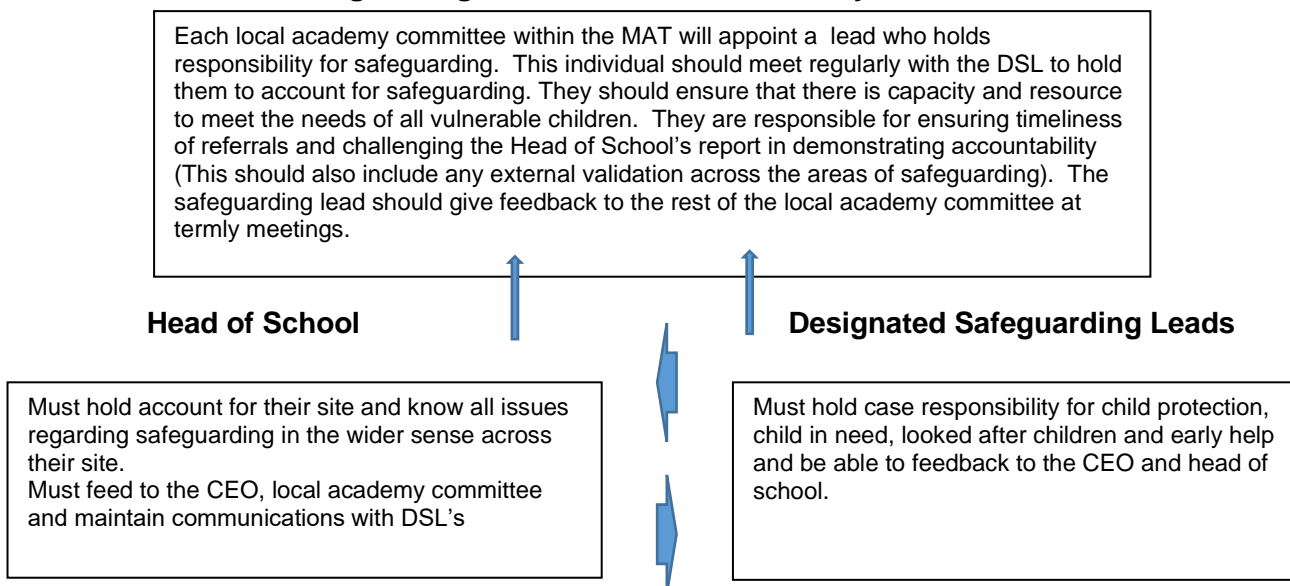 Each local academy committee within the MAT will appoint a lead who holds
responsibility for safeguarding. This individual should meet regularly with the DSL to hold
them to account for safeguarding. They should ensure that there is capacity and resource
to meet the needs of all vulnerable children. They are responsible for ensuring timeliness
of referrals and challenging the Head of School's report in demonstrating accountability
(This should also include any external validation across the areas of safeguarding). The
safeguarding lead should give feedback to the rest of the local academy committee at
termly meetings.
Head of School
Designated Safeguarding Leads
Must hold account for their site and know all issues
regarding safeguarding in the wider sense across
their site.
Must feed to the CEO, local academy committee
and maintain communications with DSL's
Must hold case responsibility for child protection,
child in need, looked after children and early help
and be able to feedback to the CEO and head of
school.